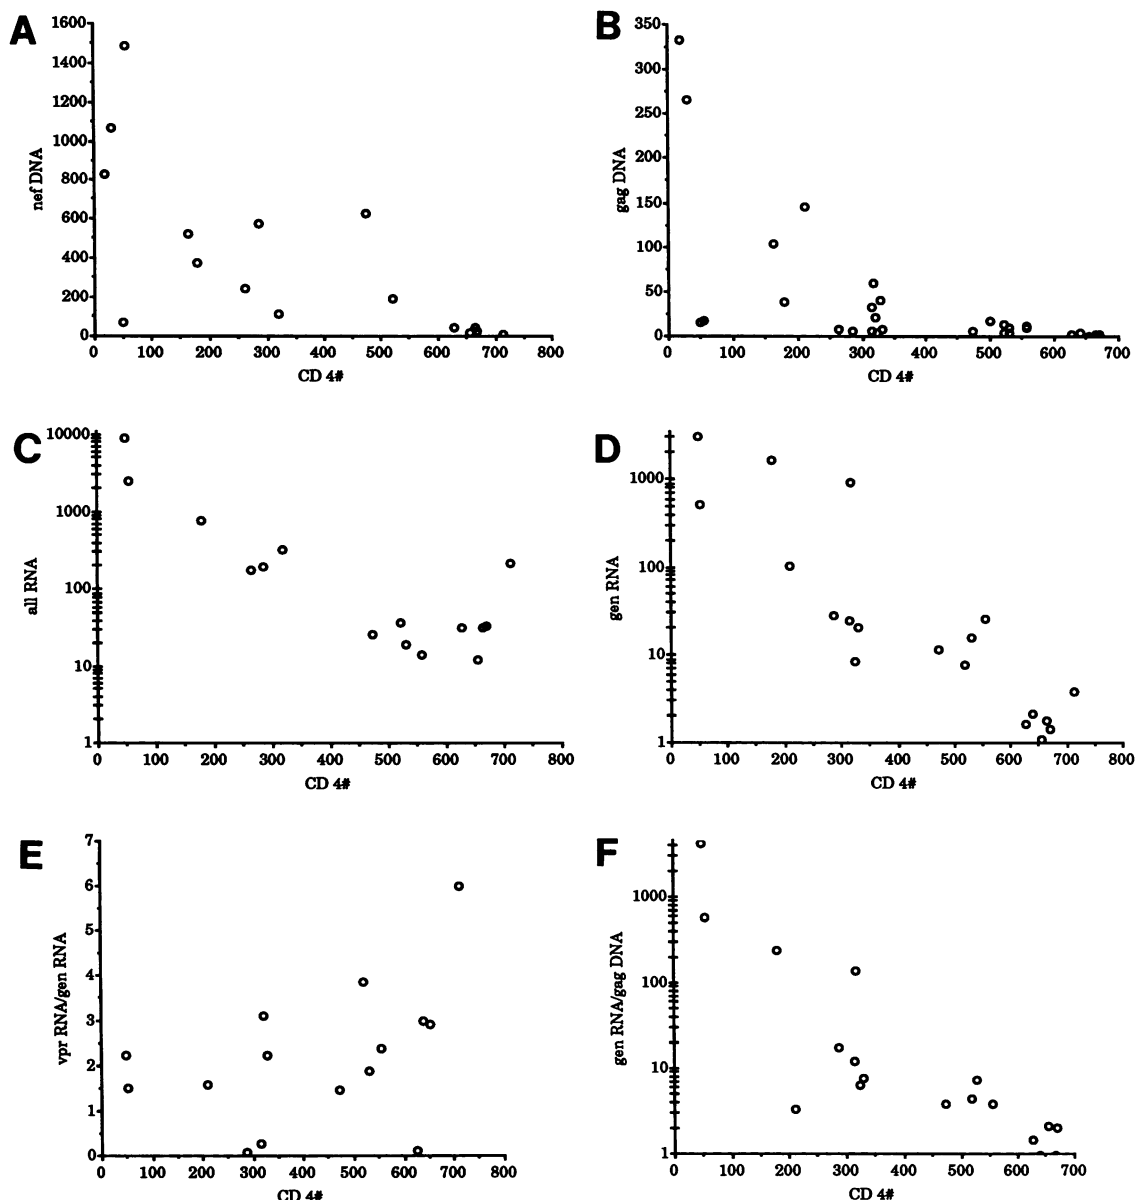 A
1600
1400
1200
1000
800
600
400
200
0
nef DNA
0 100 200 300 400 500 600 700 800
CD 4#
B
350
300
250
200
150
100
50
0
gag DNA
0 100 200 300 400 500 600 700
CD 4#
C
10000
1000
100
10
1
all RNA
0 100 200 300 400 500 600 700 800
CD 4#
D
1000
100
10
1
gen RNA
0 100 200 300 400 500 600 700 800
CD 4#
E
7
6
5
4
3
2
1
0
vpr RNA/gen RNA
0 100 200 300 400 500 600 700 800
CD 4#
F
1000
100
10
1
gen RNA/gag DNA
0 100 200 300 400 500 600 700
CD 4#